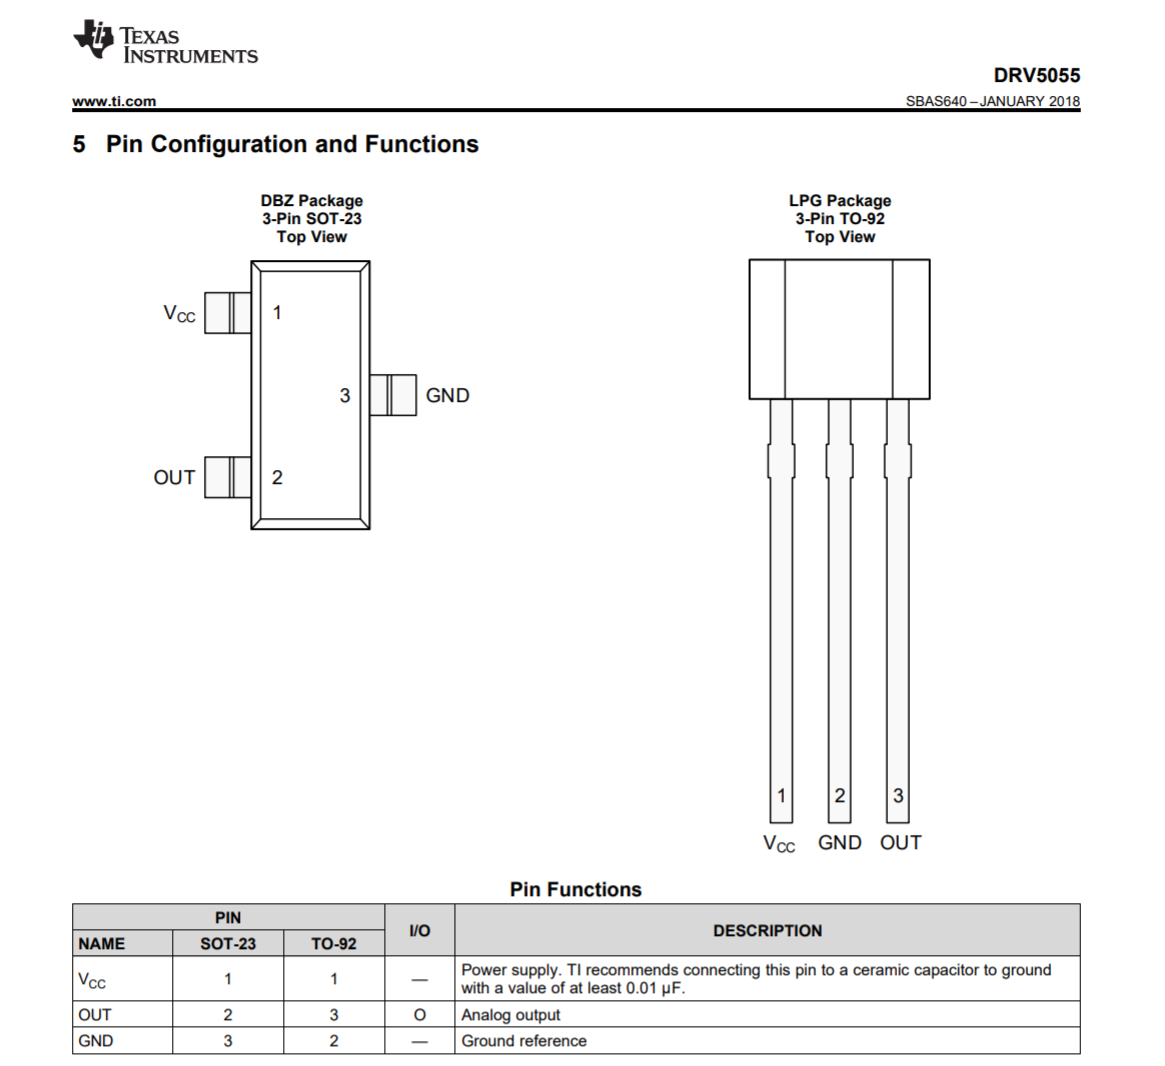 TEXAS
INSTRUMENTS
DRV5055
www.ti.com
SBAS640 – JANUARY 2018
5 Pin Configuration and Functions
DBZ Package
3-Pin SOT-23
Top View
LPG Package
3-Pin TO-92
Top View
VCC
1
3
GND
OUT
2
1
2
3
VCC GND OUT
Pin Functions
PIN
I/O
DESCRIPTION
NAME SOT-23 TO-92
VCC 1 1 — Power supply. TI recommends connecting this pin to a ceramic capacitor to ground
with a value of at least 0.01 µF.
OUT 2 3 O Analog output
GND 3 2 — Ground reference